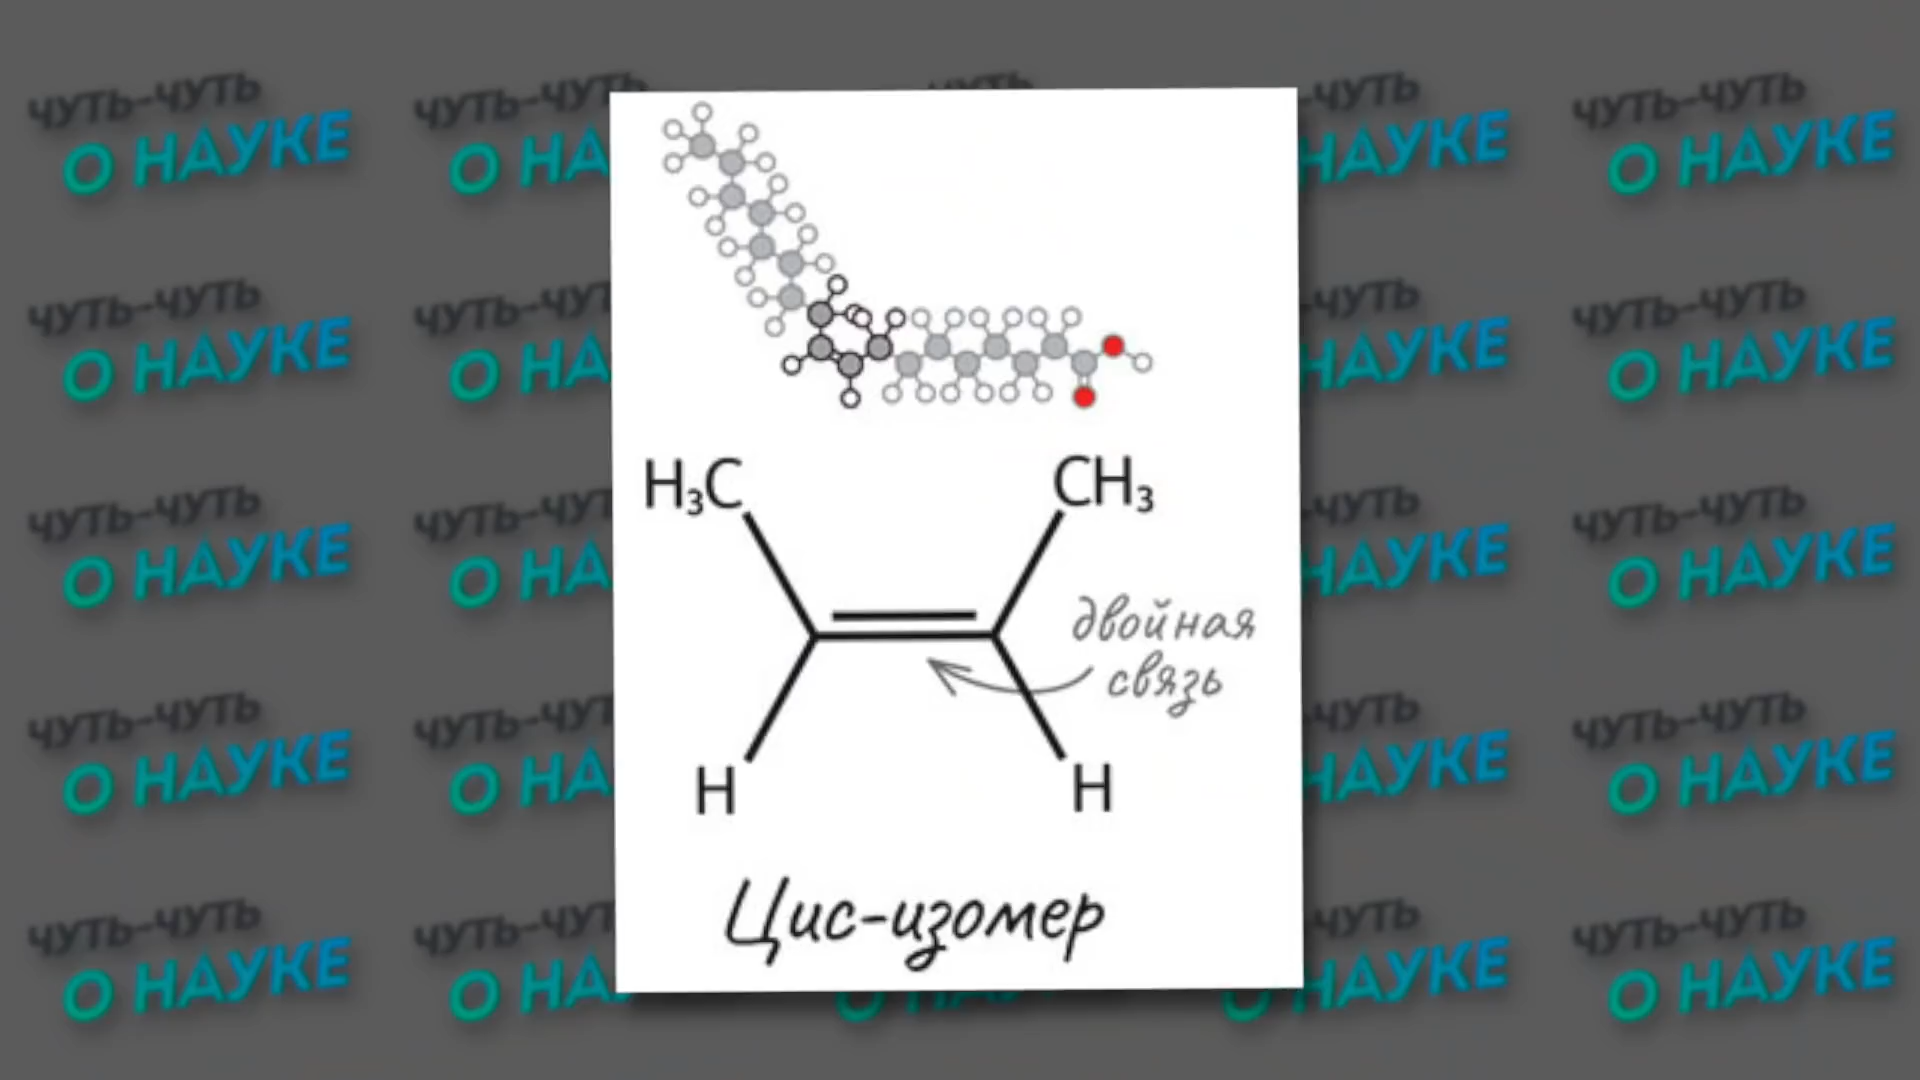 ЧУТЬ-ЧУТЬ
О НАУКЕ
H₃C
CH₃
двойная
связь
H
H
Цис-изомер